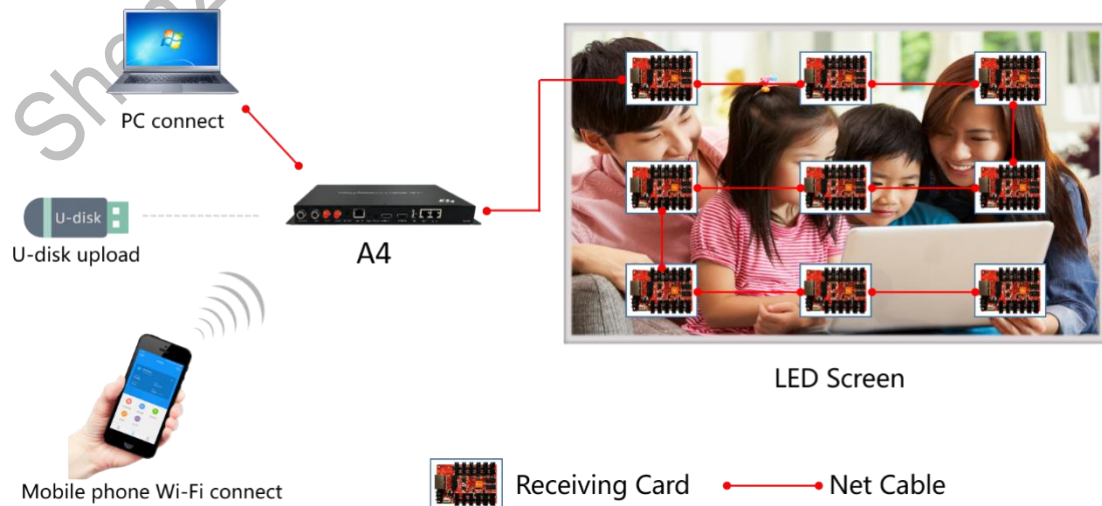 PC connect
U-disk
U-disk upload
A4
Mobile phone Wi-Fi connect
LED Screen
Receiving Card
Net Cable